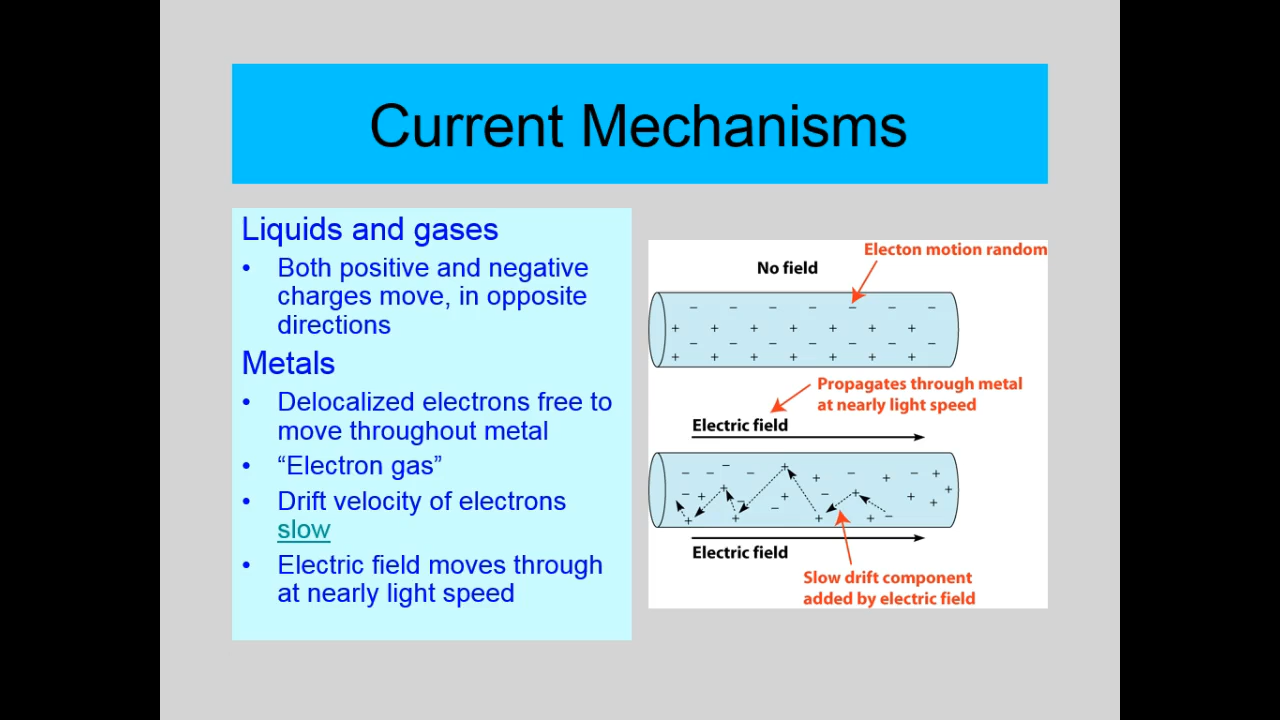 Current Mechanisms
Liquids and gases
• Both positive and negative
charges move, in opposite
directions
Metals
• Delocalized electrons free to
move throughout metal
• “Electron gas”
• Drift velocity of electrons
slow
• Electric field moves through
at nearly light speed
Electon motion random
No field
Propagates through metal
at nearly light speed
Electric field
Electric field
Slow drift component
added by electric field